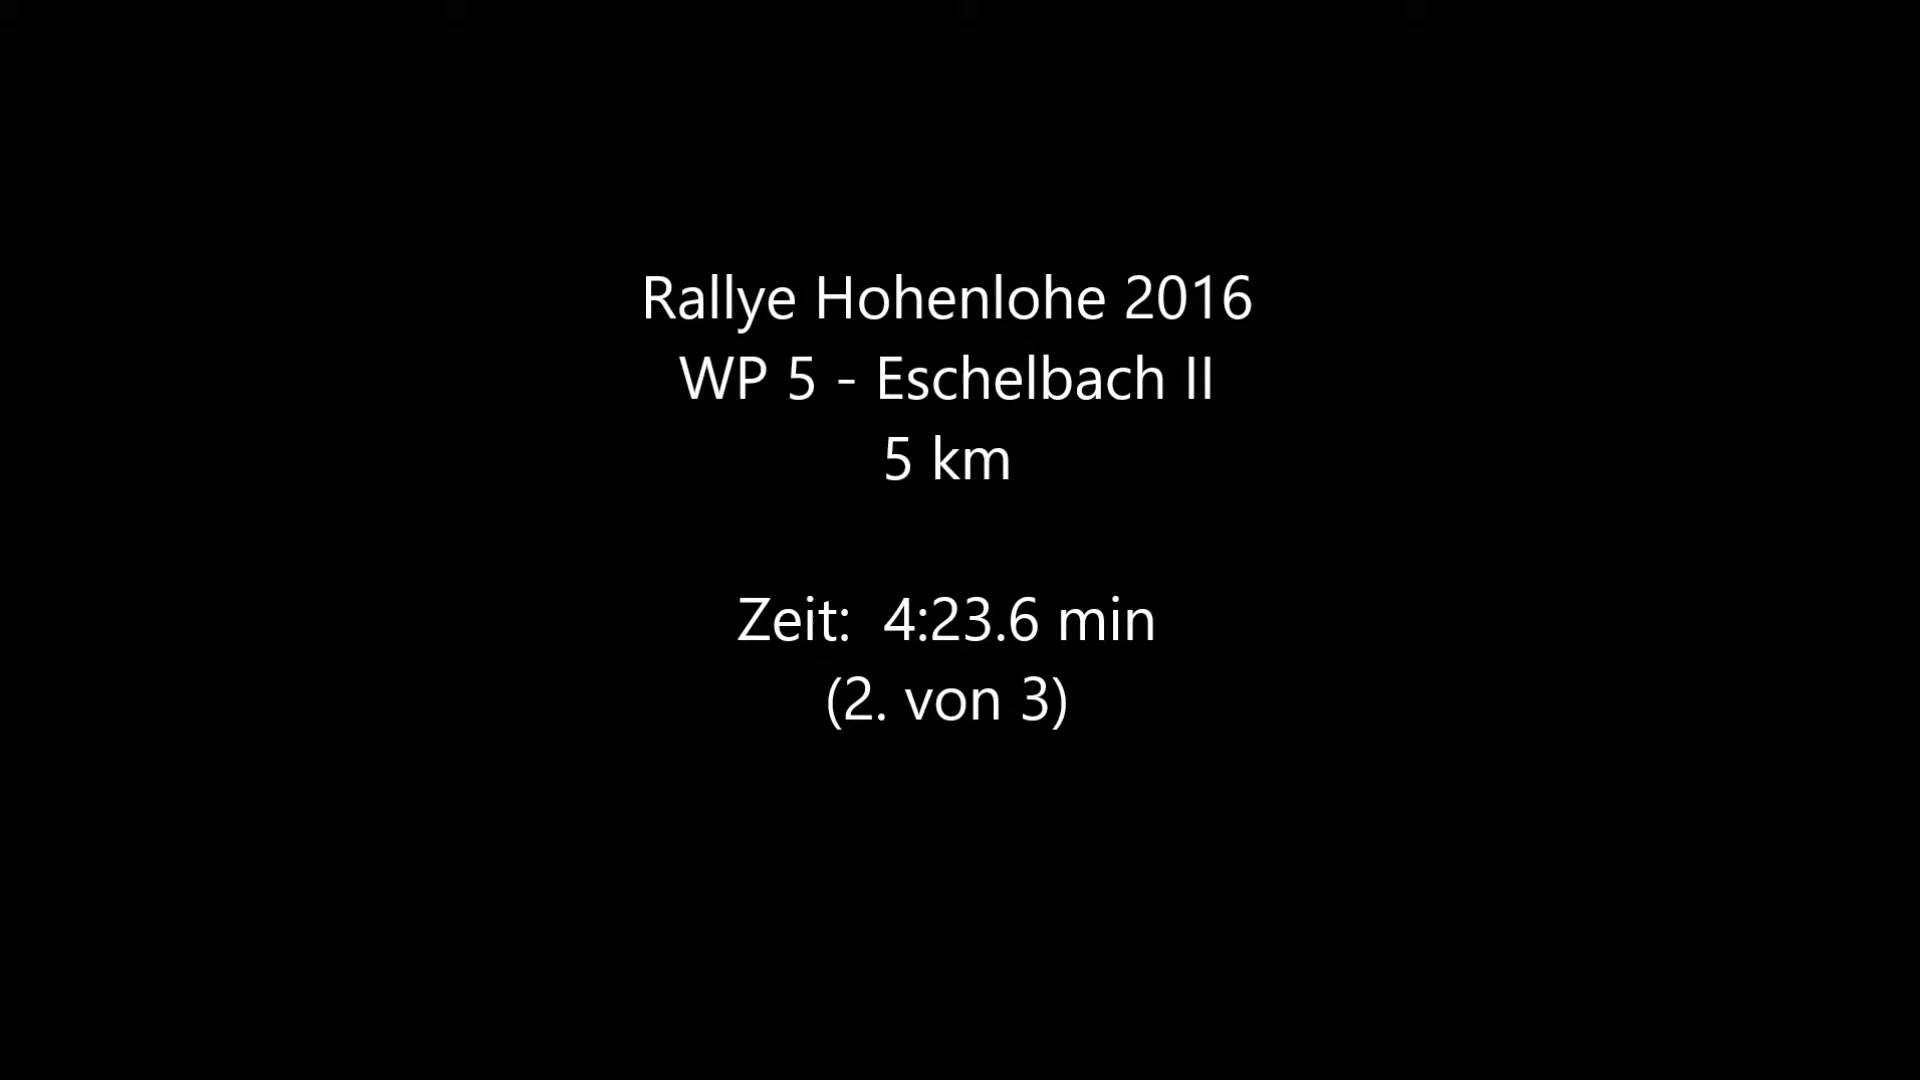 Rallye Hohenlohe 2016
WP 5 - Eschelbach II
5 km
Zeit:  4:23.6 min
(2. von 3)